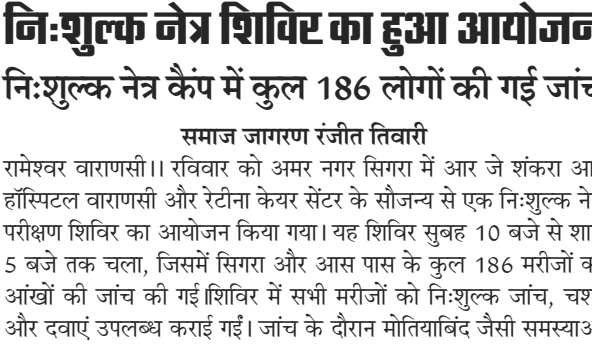 निःशुल्क नेत्र शिविर का हुआ आयोजन
निःशुल्क नेत्र कैंप में कुल 186 लोगों की गई जांच
समाज जागरण रंजीत तिवारी
रामेश्वर वाराणसी।। रविवार को अमर नगर सिगरा में आर जे शंकरा
हॉस्पिटल वाराणसी और रेटीना केयर सेंटर के सौजन्य से एक निःशुल्क
परीक्षण शिविर का आयोजन किया गया। यह शिविर सुबह 10 बजे से
5 बजे तक चला, जिसमें सिगरा और आस पास के कुल 186 मरीजों
आंखों की जांच की गई।शिविर में सभी मरीजों को निःशुल्क जांच,
और दवाएं उपलब्ध कराई गईं। जांच के दौरान मोतियाबिंद जैसी